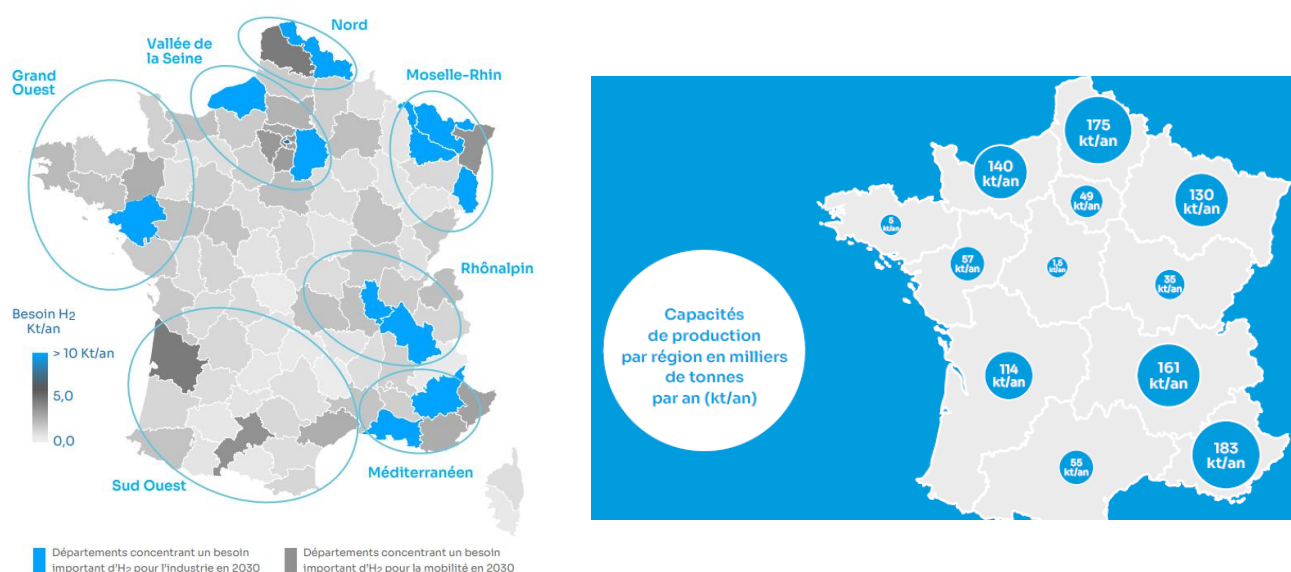 Nord
Vallée de
la Seine
Grand
Ouest
Moselle-Rhin
Rhônalpin
Besoin H2
Kt/an
> 10 Kt/an
5,0
0,0
Méditerranéen
Sud Ouest
Départements concentrant un besoin
important d'H2 pour l'industrie en 2030
Départements concentrant un besoin
important d'H2 pour la mobilité en 2030
175
kt/an
140
kt/an
49
kt/an
130
kt/an
5
kt/an
57
kt/an
1,5
kt/an
35
kt/an
Capacités
de production
par région en milliers
de tonnes
par an (kt/an)
114
kt/an
161
kt/an
183
kt/an
55
kt/an